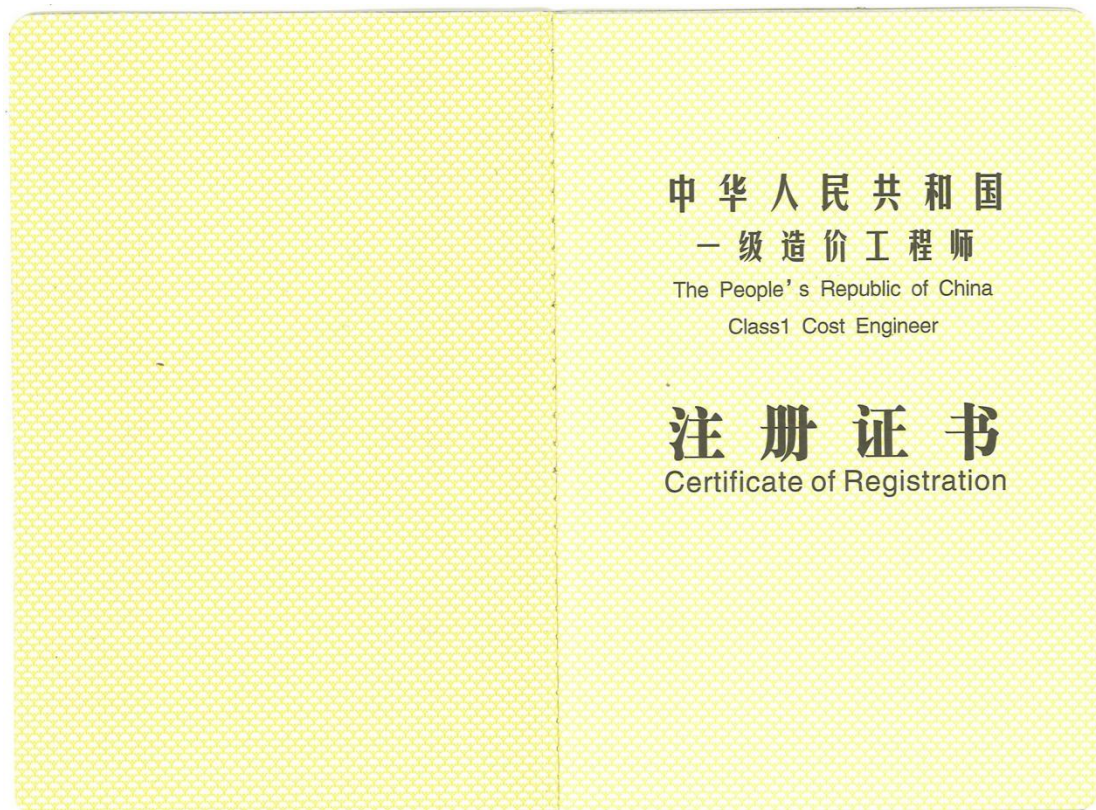 中华人民共和国
一级造价工程师
The People's Republic of China
Class1 Cost Engineer
注册证书
Certificate of Registration